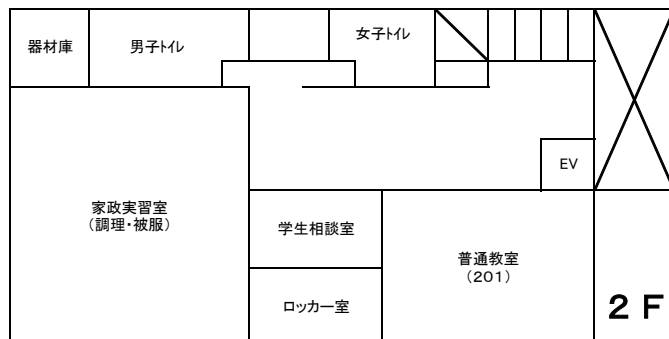 器材庫
男子トイレ
女子トイレ
EV
家政実習室
(調理・被服)
学生相談室
普通教室
(201)
ロッカー室
2 F